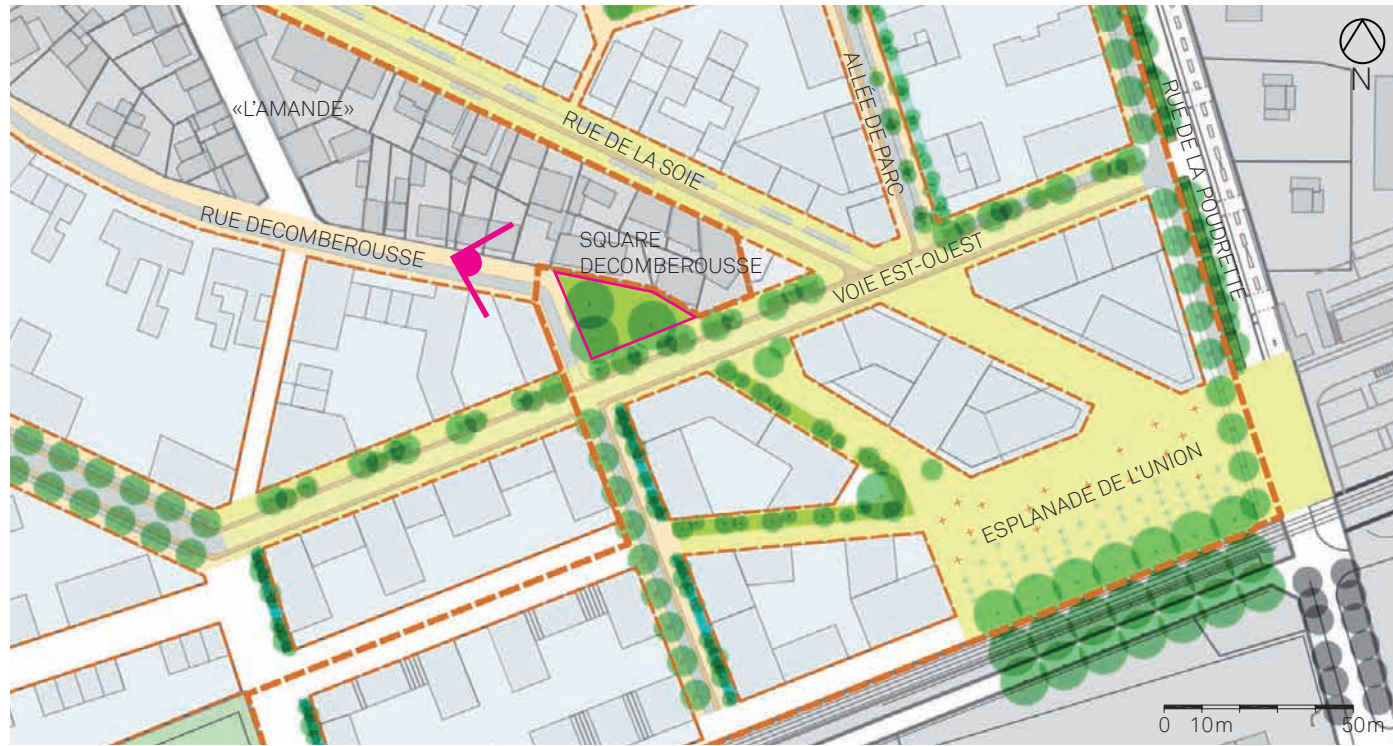 N
«L'AMANDE»
RUE DE LA SOIE
ALLÉE DE PARC
RUE DE LA POUDRETTE
RUE DECOMBEROUSSE
SQUARE
DECOMBEROUSSE
VOIE EST-OUEST
ESPLANADE DE L'UNION
0 10m 50m